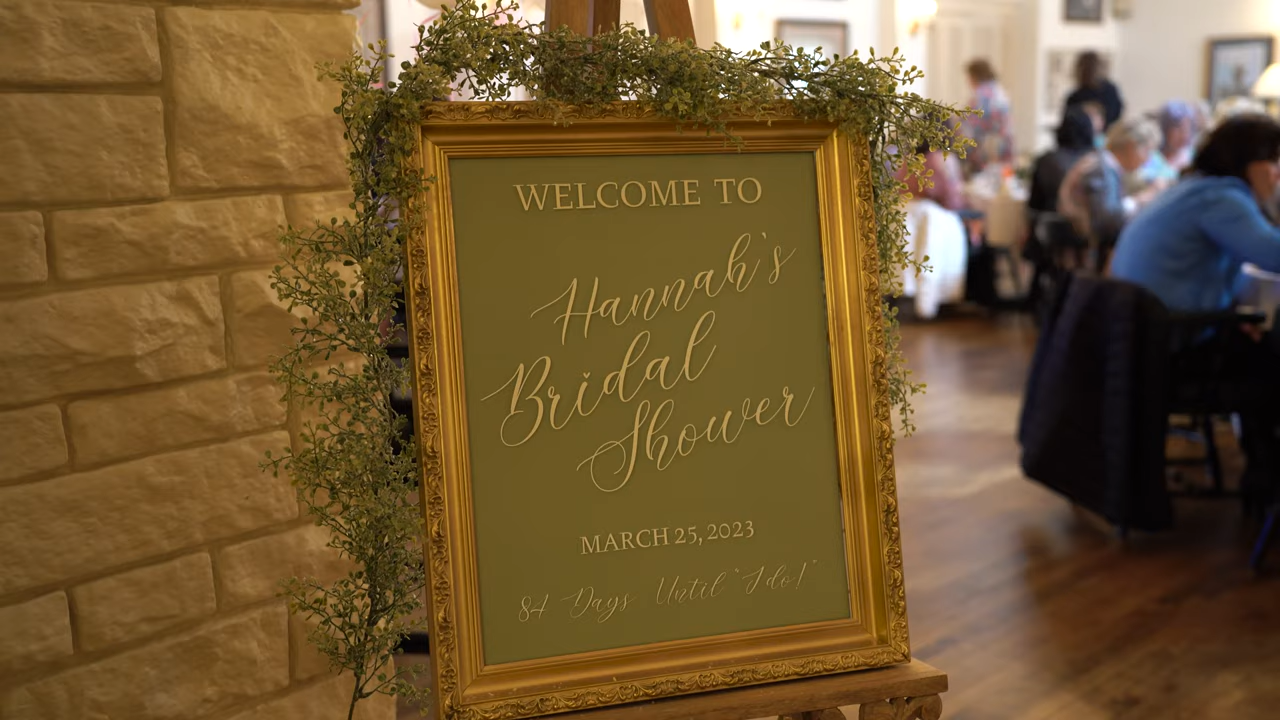 WELCOME TO
Hannah's
Bridal
Shower
MARCH 25, 2023
84 Days Until "I do!"